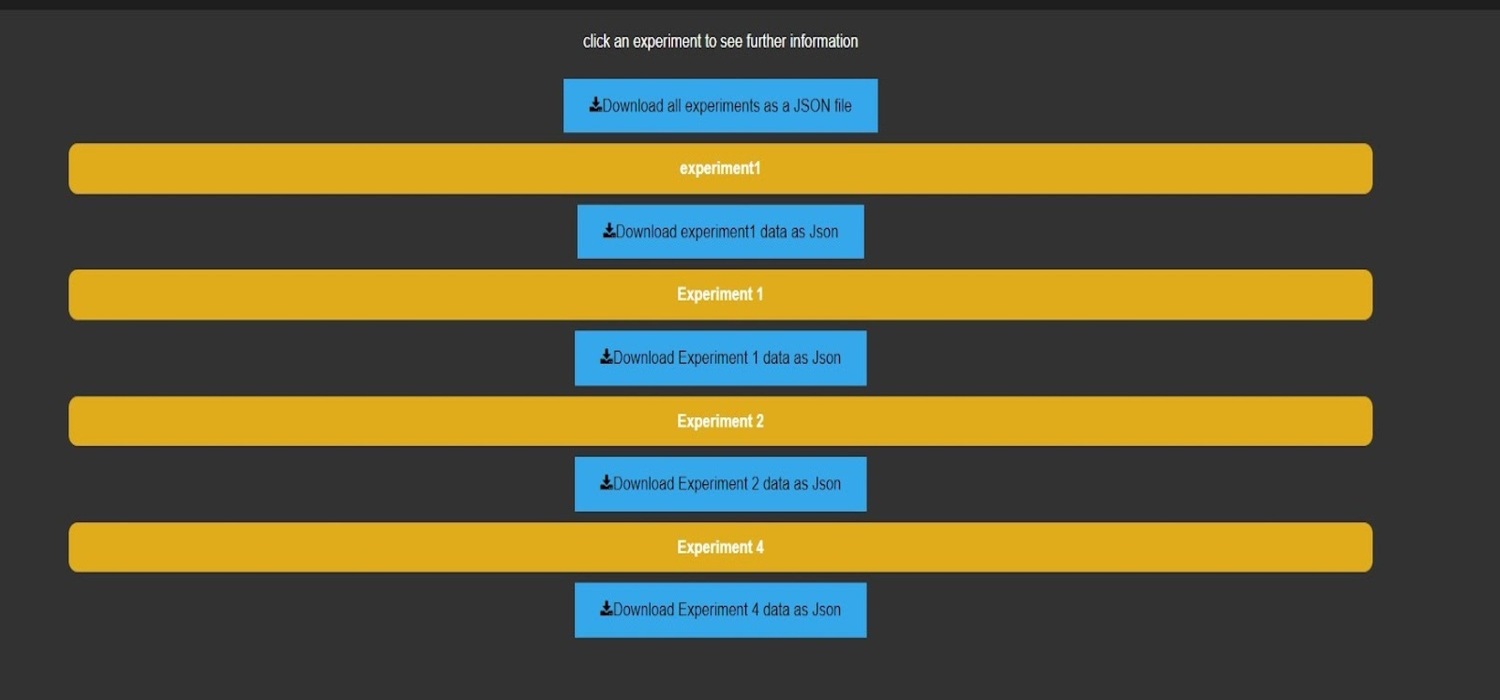 click an experiment to see further information
Download all experiments as a JSON file
experiment1
Download experiment1 data as Json
Experiment 1
Download Experiment 1 data as Json
Experiment 2
Download Experiment 2 data as Json
Experiment 4
Download Experiment 4 data as Json